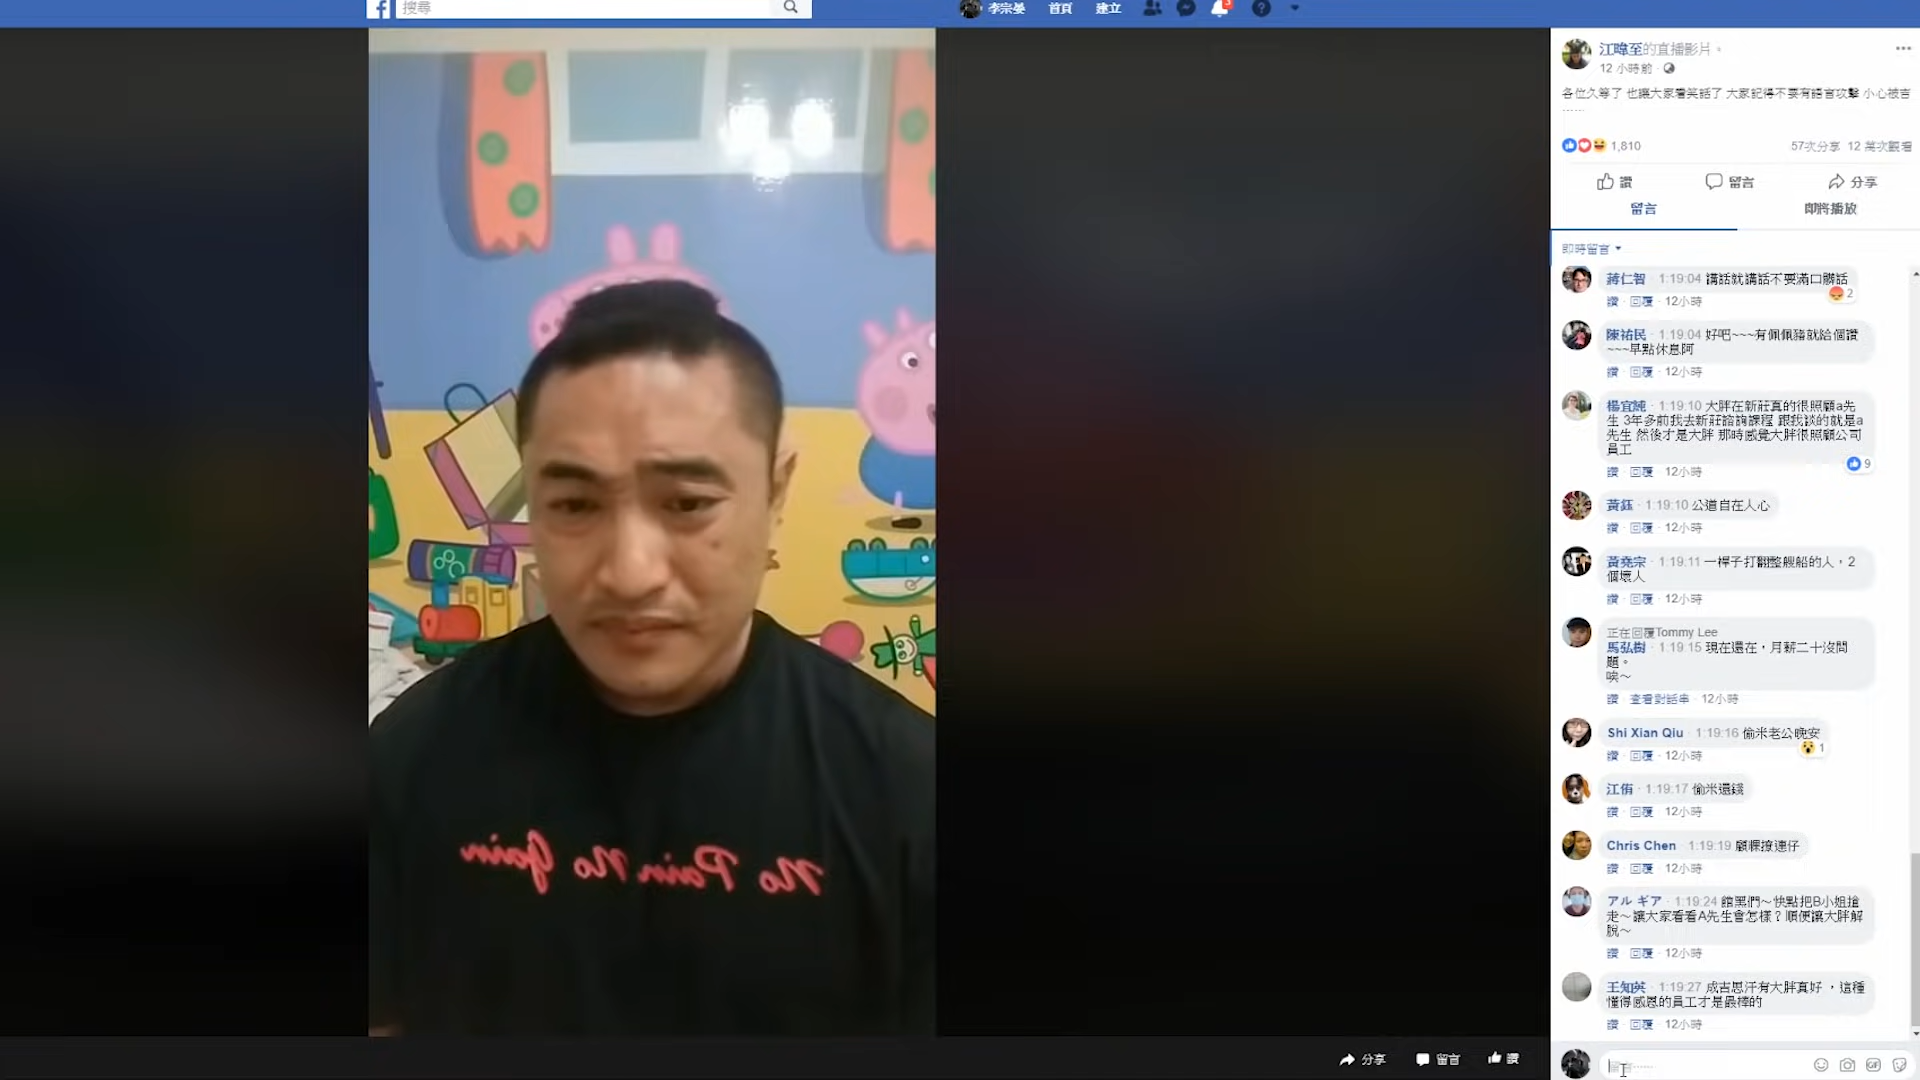 搜尋
李宗晏 首頁 建立
3
江暐至的直播影片。
12 小時前
各位久等了 也讓大家看笑話了 大家記得不要有語言攻擊 小心被告
......
1,810
57次分享 12 萬次觀看
讚 留言 分享
留言 即將播放
即時留言
蔣仁智 · 1:19:04 講話就講話不要滿口髒話
2
讚 · 回覆 · 12小時
陳祐民 · 1:19:04 好吧~~~有佩佩豬就給個讚
~~~早點休息阿
讚 · 回覆 · 12小時
楊宜純 · 1:19:10 大胖在新莊真的很照顧a先
生 3年多前我去新莊諮詢課程 跟我談的就是a
先生 然後才是大胖 那時感覺大胖很照顧公司
員工
9
讚 · 回覆 · 12小時
黃鈺 · 1:19:10 公道自在人心
讚 · 回覆 · 12小時
黃堯宗 · 1:19:11 一桿子打翻整艘船的人，2
個壞人
讚 · 回覆 · 12小時
正在回覆Tommy Lee
馬弘樹 · 1:19:15 現在還在，月薪二十沒問
題。
唉～
讚 · 查看對話串 · 12小時
Shi Xian Qiu · 1:19:16 偷米老公晚安
1
讚 · 回覆 · 12小時
江侑 · 1:19:17 偷米還錢
讚 · 回覆 · 12小時
Chris Chen · 1:19:19 顧粿撩速仔
讚 · 回覆 · 12小時
アル ギア · 1:19:24 館黑們～快點把B小姐搶
走～讓大家看看A先生會怎樣？順便讓大胖解
脫～
讚 · 回覆 · 12小時
王知英 · 1:19:27 成吉思汗有大胖真好 ，這種
懂得感恩的員工才是最棒的
讚 · 回覆 · 12小時
No Pain No Gain
分享 留言 讚
GIF